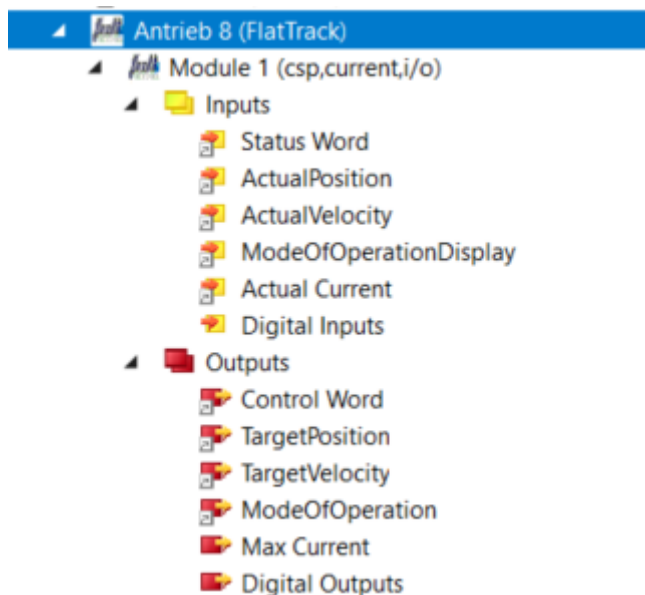 Antrieb 8 (FlatTrack)
Module 1 (csp,current,i/o)
Inputs
Status Word
ActualPosition
ActualVelocity
ModeOfOperationDisplay
Actual Current
Digital Inputs
Outputs
Control Word
TargetPosition
TargetVelocity
ModeOfOperation
Max Current
Digital Outputs